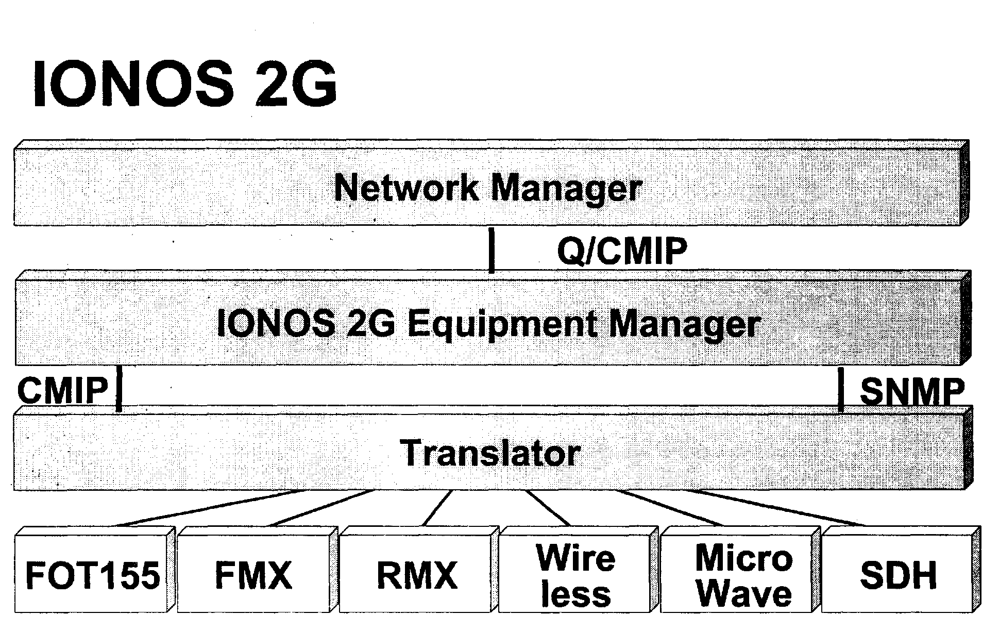 IONOS 2G
Network Manager
Q/CMIP
IONOS 2G Equipment Manager
CMIP
SNMP
Translator
FOT155
FMX
RMX
Wire
less
Micro
Wave
SDH